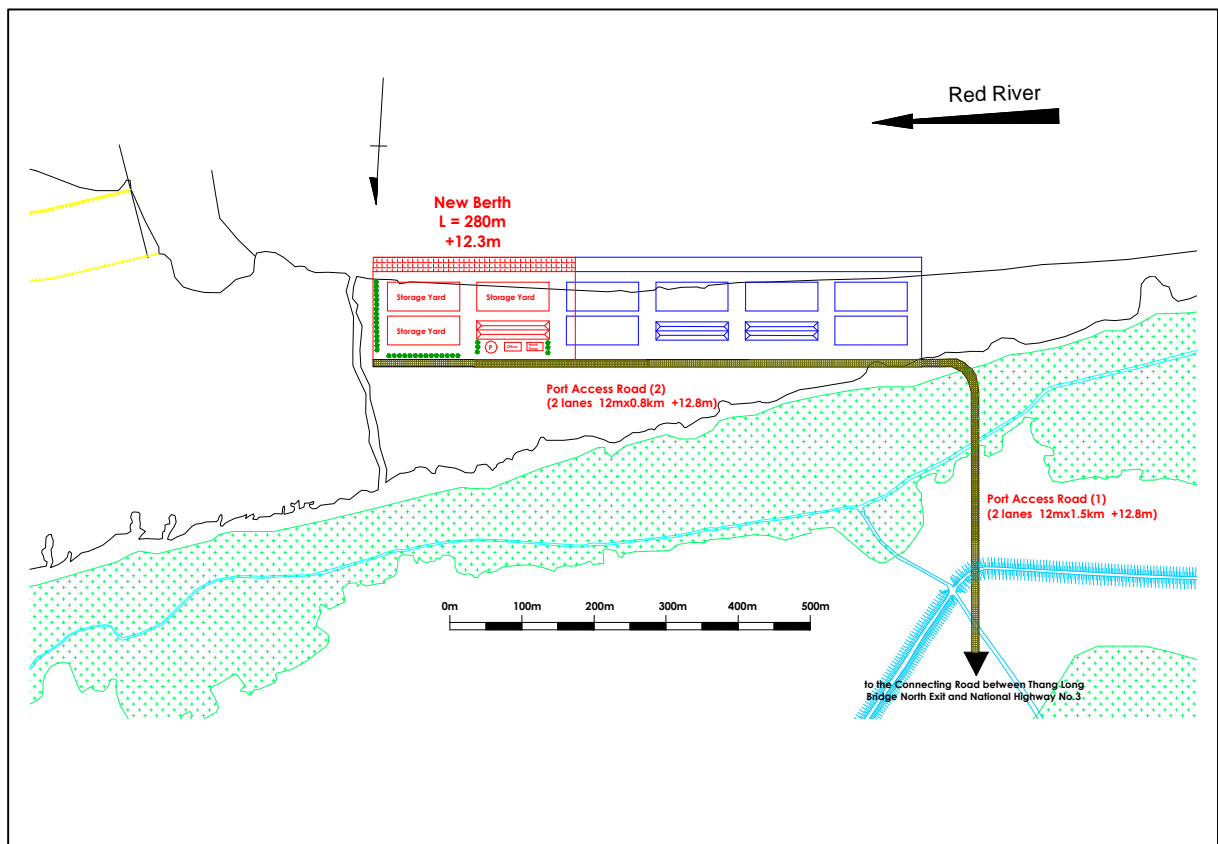 Red River
New Berth
L = 280m
+12.3m
Storage Yard
Storage Yard
Storage Yard
P
Office
Port Access Road (2)
(2 lanes 12mx0.8km +12.8m)
Port Access Road (1)
(2 lanes 12mx1.5km +12.8m)
0m 100m 200m 300m 400m 500m
to the Connecting Road between Thang Long
Bridge North Exit and National Highway No.3